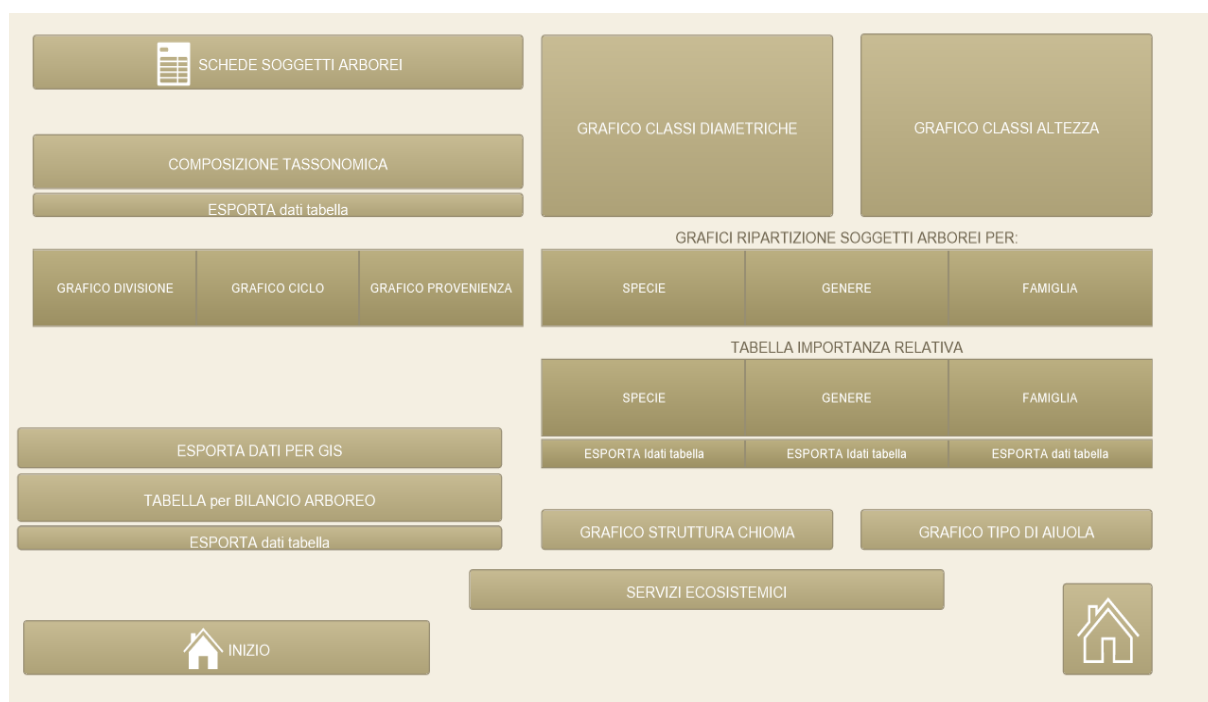 SCHEDE SOGGETTI ARBOREI
COMPOSIZIONE TASSONOMICA
ESPORTA dati tabella
GRAFICO CLASSI DIAMETRICHE
GRAFICO CLASSI ALTEZZA
GRAFICO DIVISIONE
GRAFICO CICLO
GRAFICO PROVENIENZA
GRAFICI RIPARTIZIONE SOGGETTI ARBOREI PER:
SPECIE
GENERE
FAMIGLIA
TABELLA IMPORTANZA RELATIVA
SPECIE
GENERE
FAMIGLIA
ESPORTA Idati tabella
ESPORTA Idati tabella
ESPORTA dati tabella
ESPORTA DATI PER GIS
TABELLA per BILANCIO ARBOREO
ESPORTA dati tabella
GRAFICO STRUTTURA CHIOMA
GRAFICO TIPO DI AIUOLA
SERVIZI ECOSISTEMICI
INIZIO